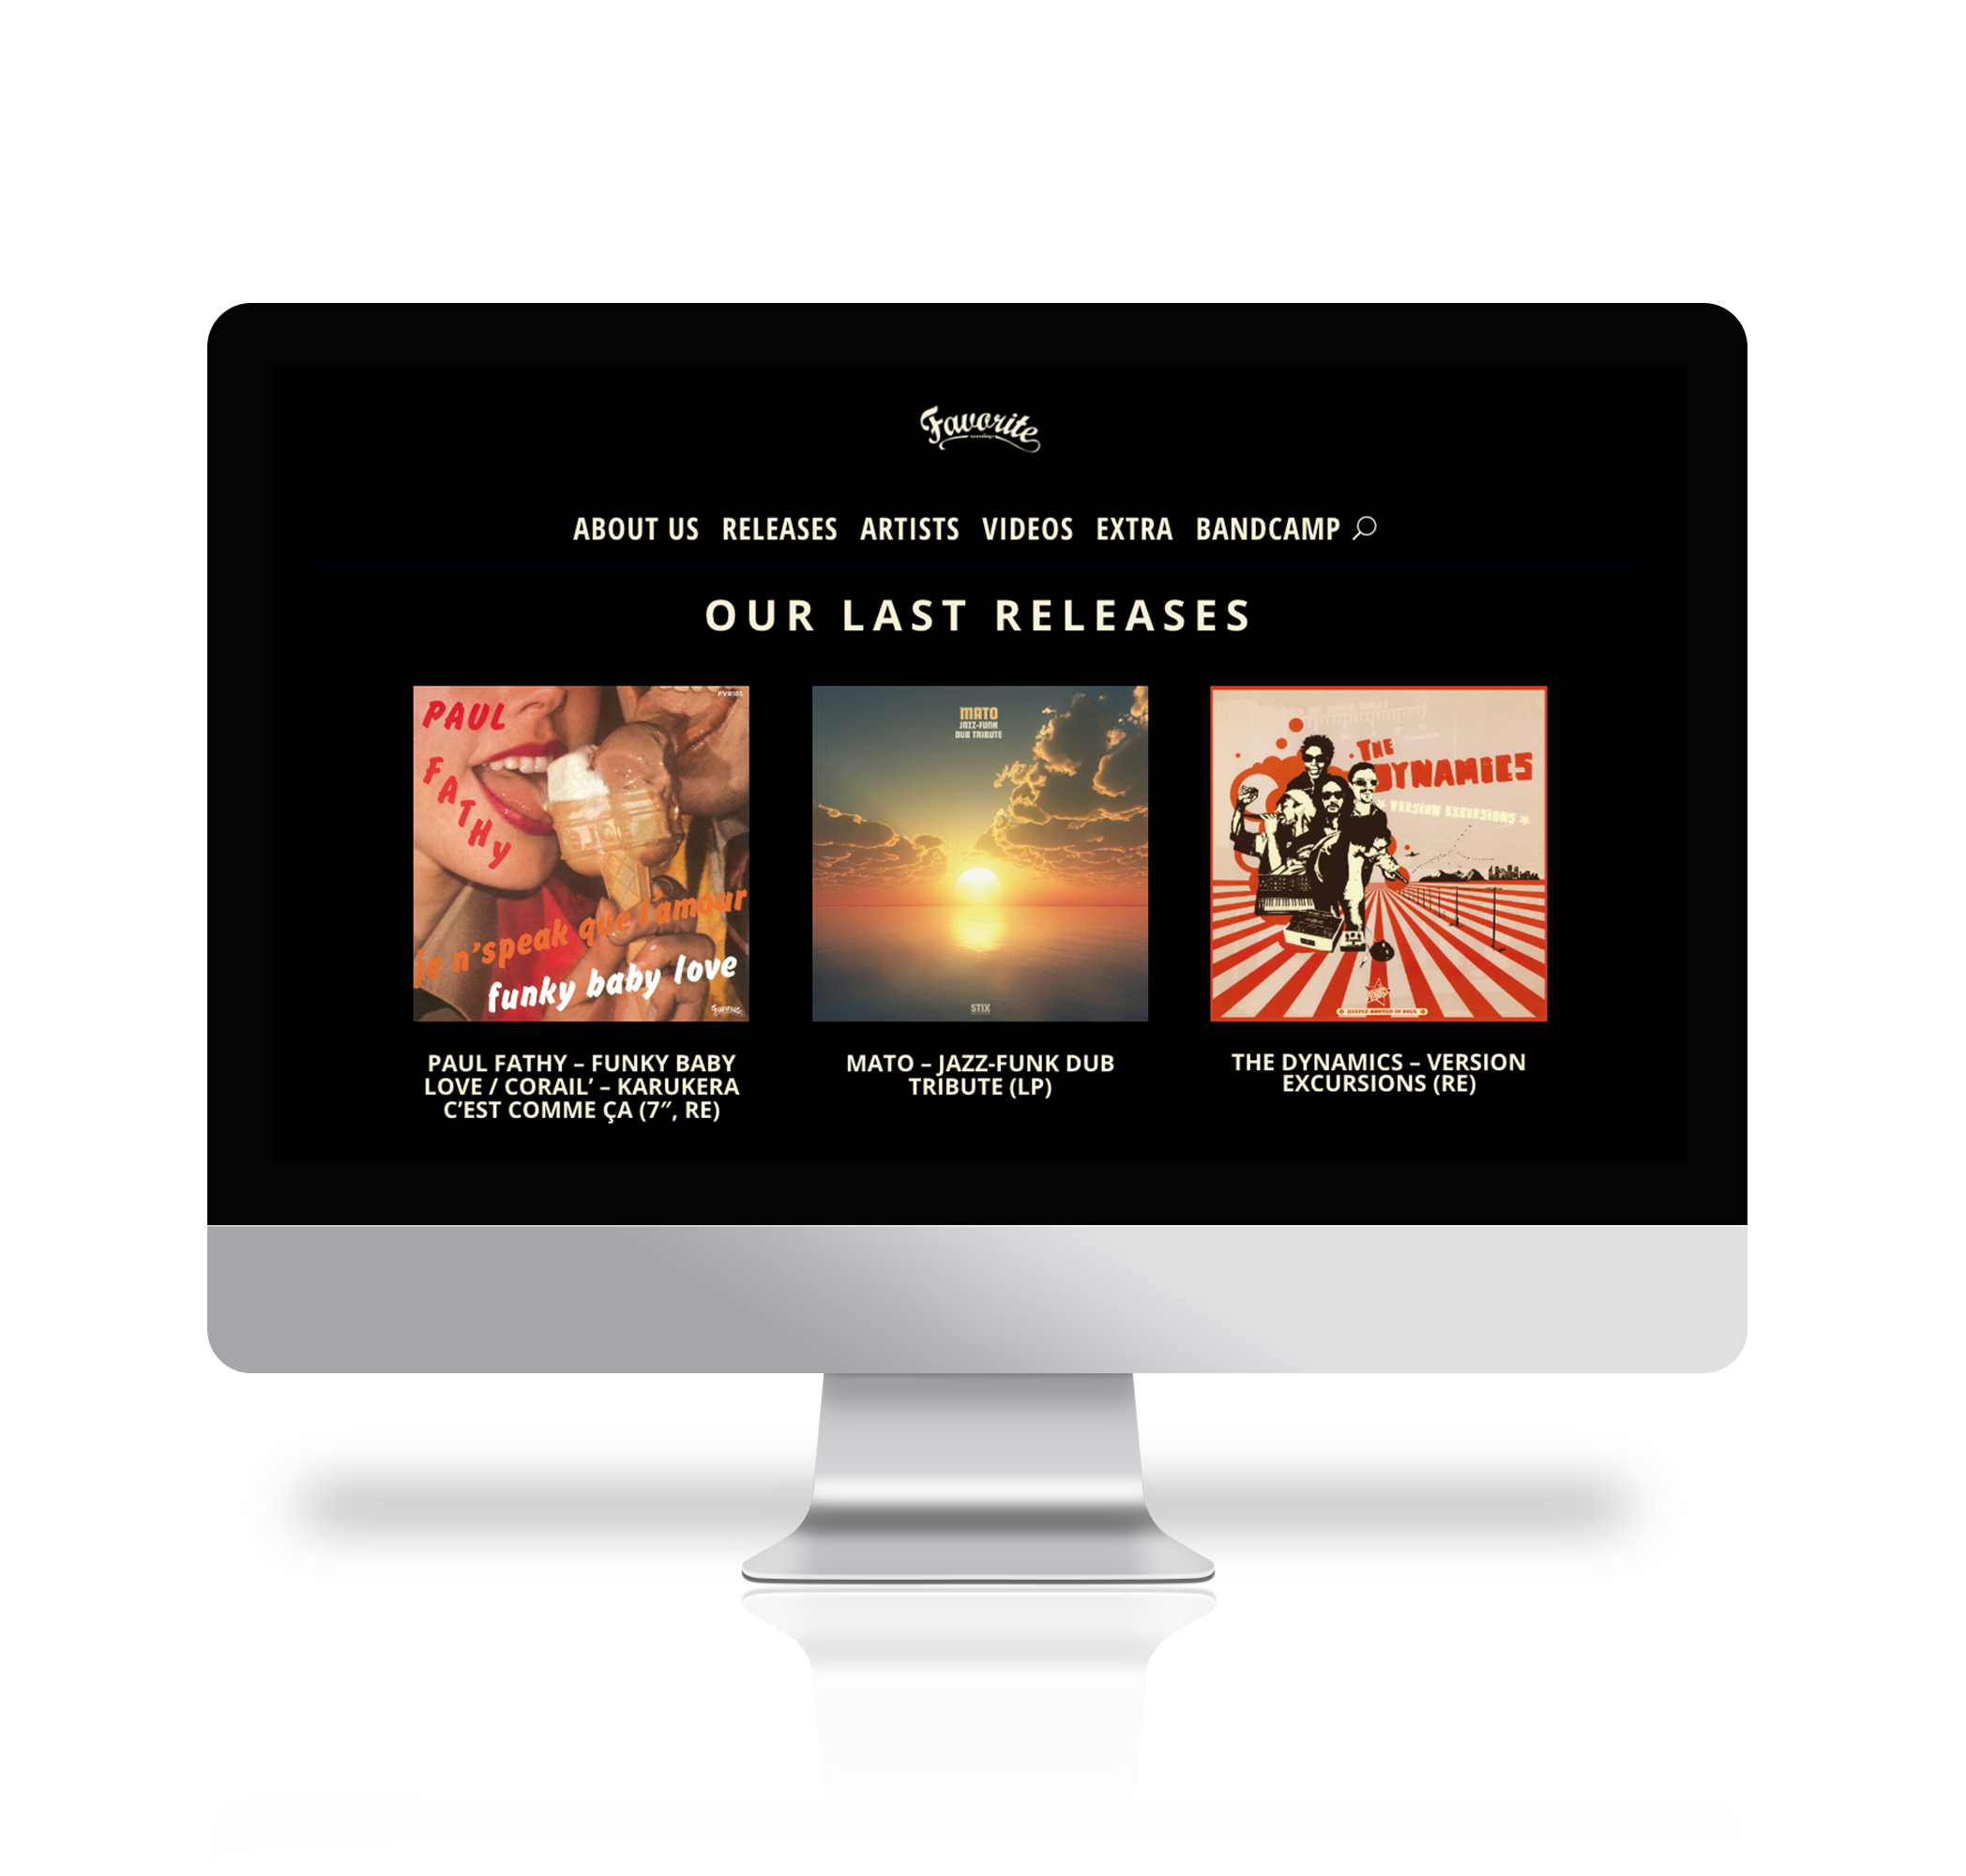 Favorite
recordings
ABOUT US RELEASES ARTISTS VIDEOS EXTRA BANDCAMP
OUR LAST RELEASES
FVR185
PAUL
FATHY
je n'speak que l'amour
funky baby love
Favorite
MATO
JAZZ-FUNK
DUB TRIBUTE
STIX
THE
DYNAMICS
VERSION EXCURSIONS
DEEPLY ROOTED IN SOUL
PAUL FATHY – FUNKY BABY
LOVE / CORAIL’ – KARUKERA
C’EST COMME ÇA (7″, RE)
MATO – JAZZ-FUNK DUB
TRIBUTE (LP)
THE DYNAMICS – VERSION
EXCURSIONS (RE)